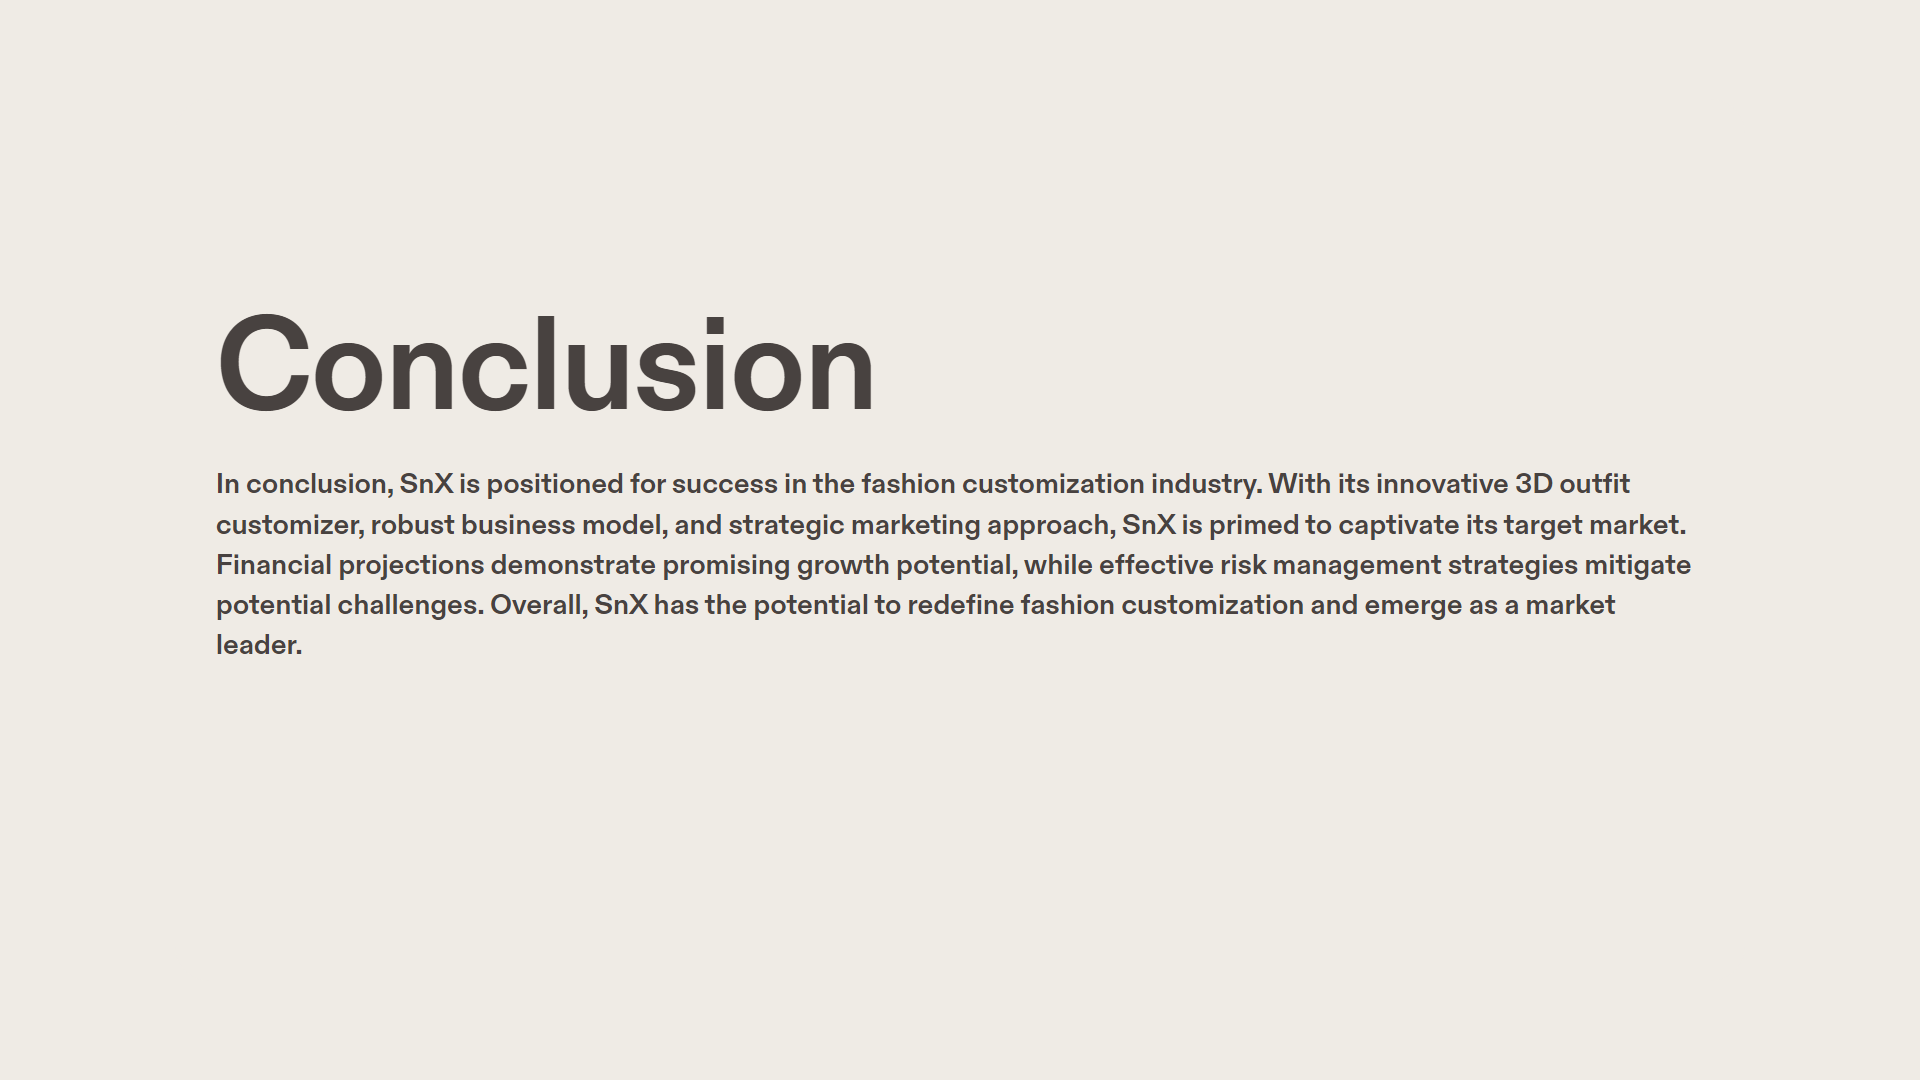 Conclusion
In conclusion, SnX is positioned for success in the fashion customization industry. With its innovative 3D outfit
customizer, robust business model, and strategic marketing approach, SnX is primed to captivate its target market.
Financial projections demonstrate promising growth potential, while effective risk management strategies mitigate
potential challenges. Overall, SnX has the potential to redefine fashion customization and emerge as a market
leader.